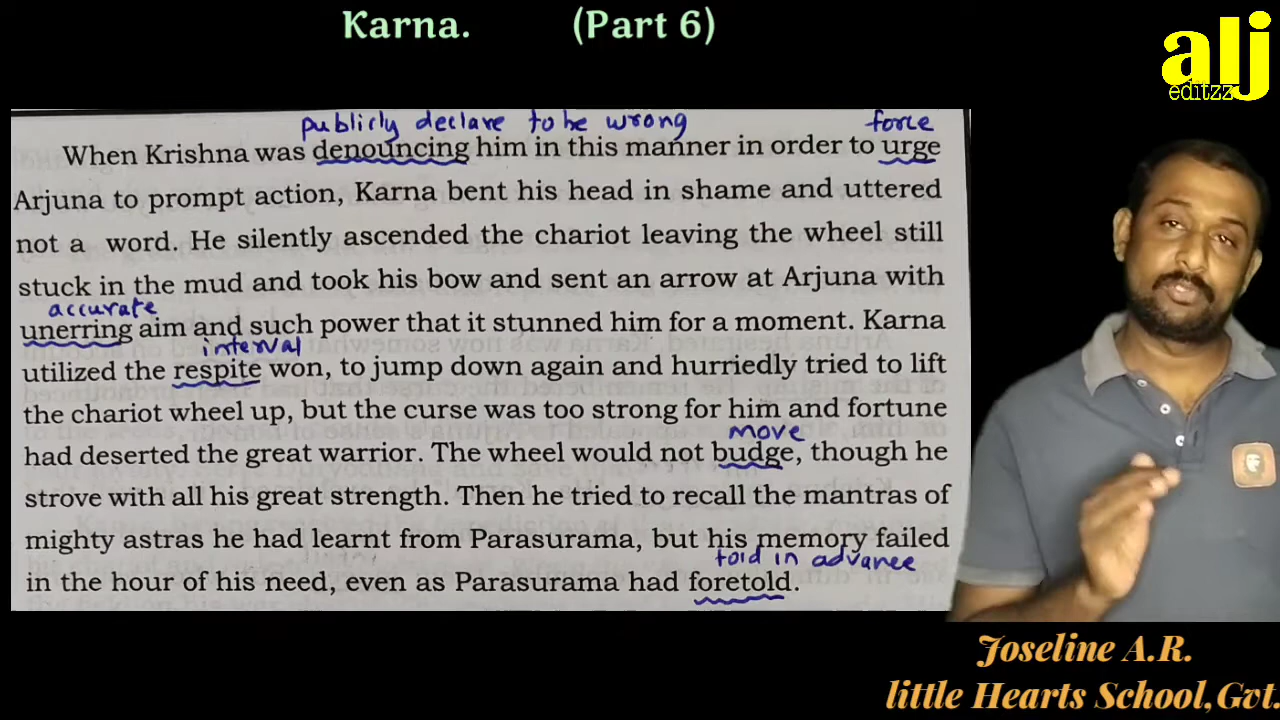 Karna. (Part 6)
alj
editzz
publicly declare to be wrong force
When Krishna was denouncing him in this manner in order to urge
Arjuna to prompt action, Karna bent his head in shame and uttered
not a word. He silently ascended the chariot leaving the wheel still
stuck in the mud and took his bow and sent an arrow at Arjuna with
accurate
unerring aim and such power that it stunned him for a moment. Karna
interval
utilized the respite won, to jump down again and hurriedly tried to lift
the chariot wheel up, but the curse was too strong for him and fortune
move
had deserted the great warrior. The wheel would not budge, though he
strove with all his great strength. Then he tried to recall the mantras of
mighty astras he had learnt from Parasurama, but his memory failed
told in advance
in the hour of his need, even as Parasurama had foretold.
Joseline A.R.
little Hearts School,Gvt.